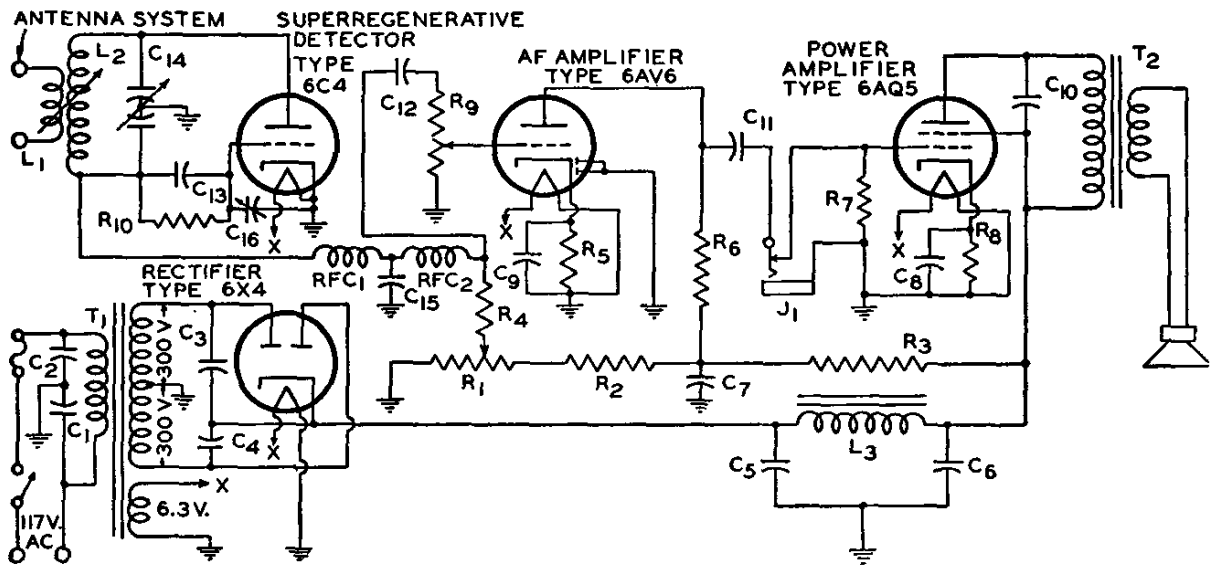 ANTENNA SYSTEM
SUPERREGENERATIVE
DETECTOR
TYPE
6C4
AF AMPLIFIER
TYPE 6AV6
POWER
AMPLIFIER
TYPE 6AQ5
T2
L2
C14
C12
R9
C11
C10
L1
C13
R10
C16
X
X
R7
X
R8
R6
R5
C9
C8
J1
RFC1
RFC2
C15
R4
RECTIFIER
TYPE 6X4
T1
C3
300 V
300 V
C2
C1
C4
X
R1
R2
C7
R3
L3
C5
C6
X
6.3V.
117V.
AC